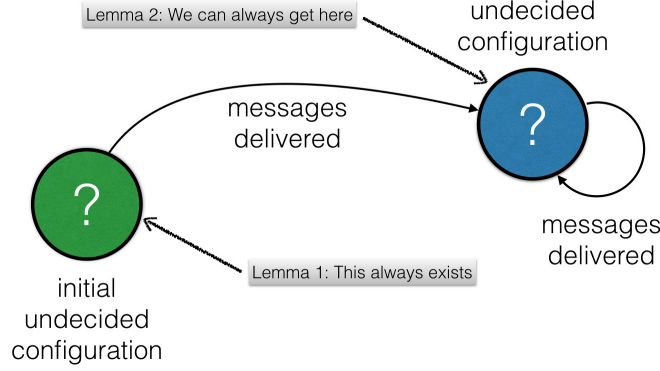 Lemma 2: We can always get here
undecided
configuration
messages
delivered
?
?
messages
delivered
Lemma 1: This always exists
initial
undecided
configuration